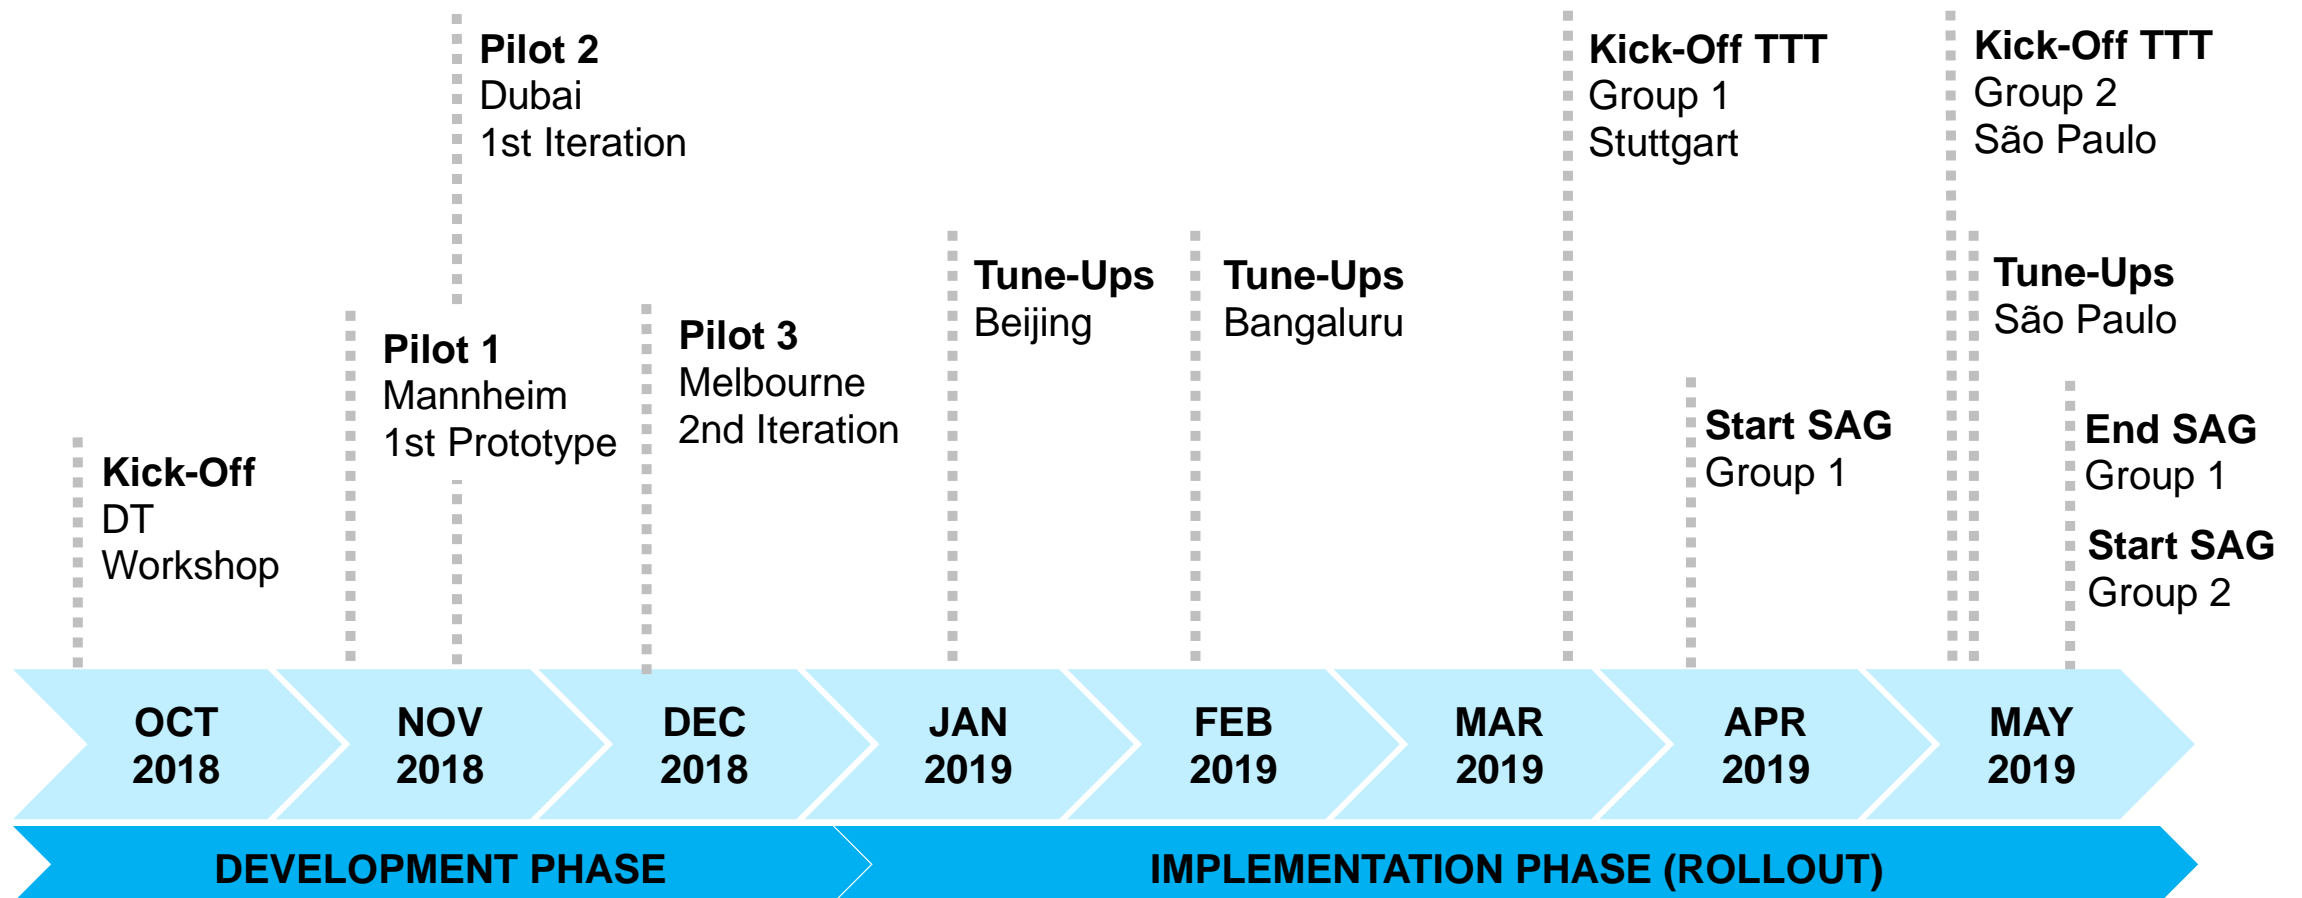 Pilot 2
Dubai
1st Iteration
Kick-Off TTT
Group 1
Stuttgart
Kick-Off TTT
Group 2
São Paulo
Tune-Ups
Beijing
Tune-Ups
Bangaluru
Tune-Ups
São Paulo
Pilot 1
Mannheim
1st Prototype
Pilot 3
Melbourne
2nd Iteration
Start SAG
Group 1
End SAG
Group 1
Start SAG
Group 2
Kick-Off
DT
Workshop
OCT
2018
NOV
2018
DEC
2018
JAN
2019
FEB
2019
MAR
2019
APR
2019
MAY
2019
DEVELOPMENT PHASE
IMPLEMENTATION PHASE (ROLLOUT)